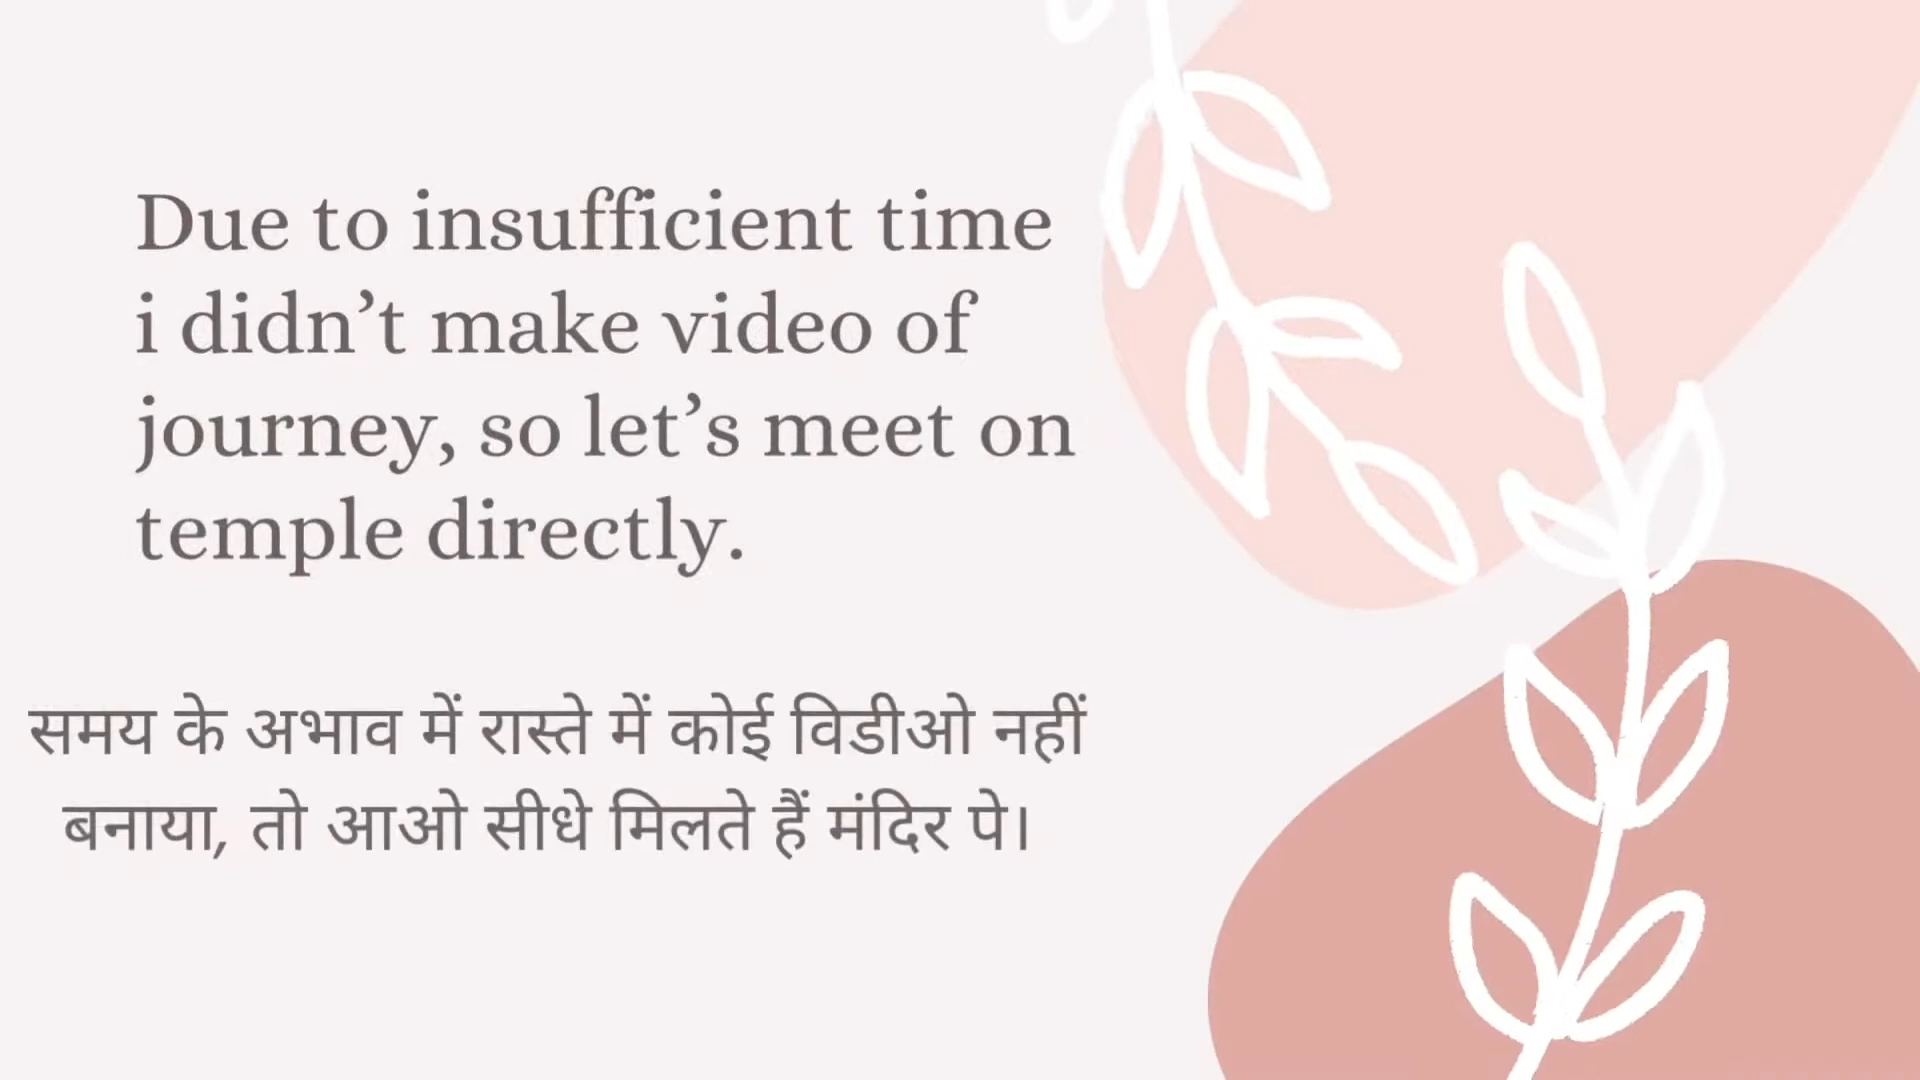 Due to insufficient time
i didn’t make video of
journey, so let’s meet on
temple directly.
समय के अभाव में रास्ते में कोई विडीओ नहीं
बनाया, तो आओ सीधे मिलते हैं मंदिर पे।